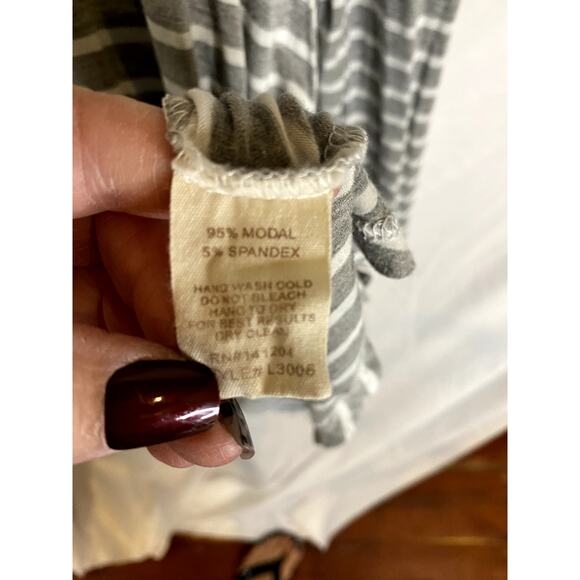 95% MODAL
5% SPANDEX
HAND WASH COLD
DO NOT BLEACH
HANG TO DRY
FOR BEST RESULTS
DRY CLEAN
RN#141204
STYLE# L3006